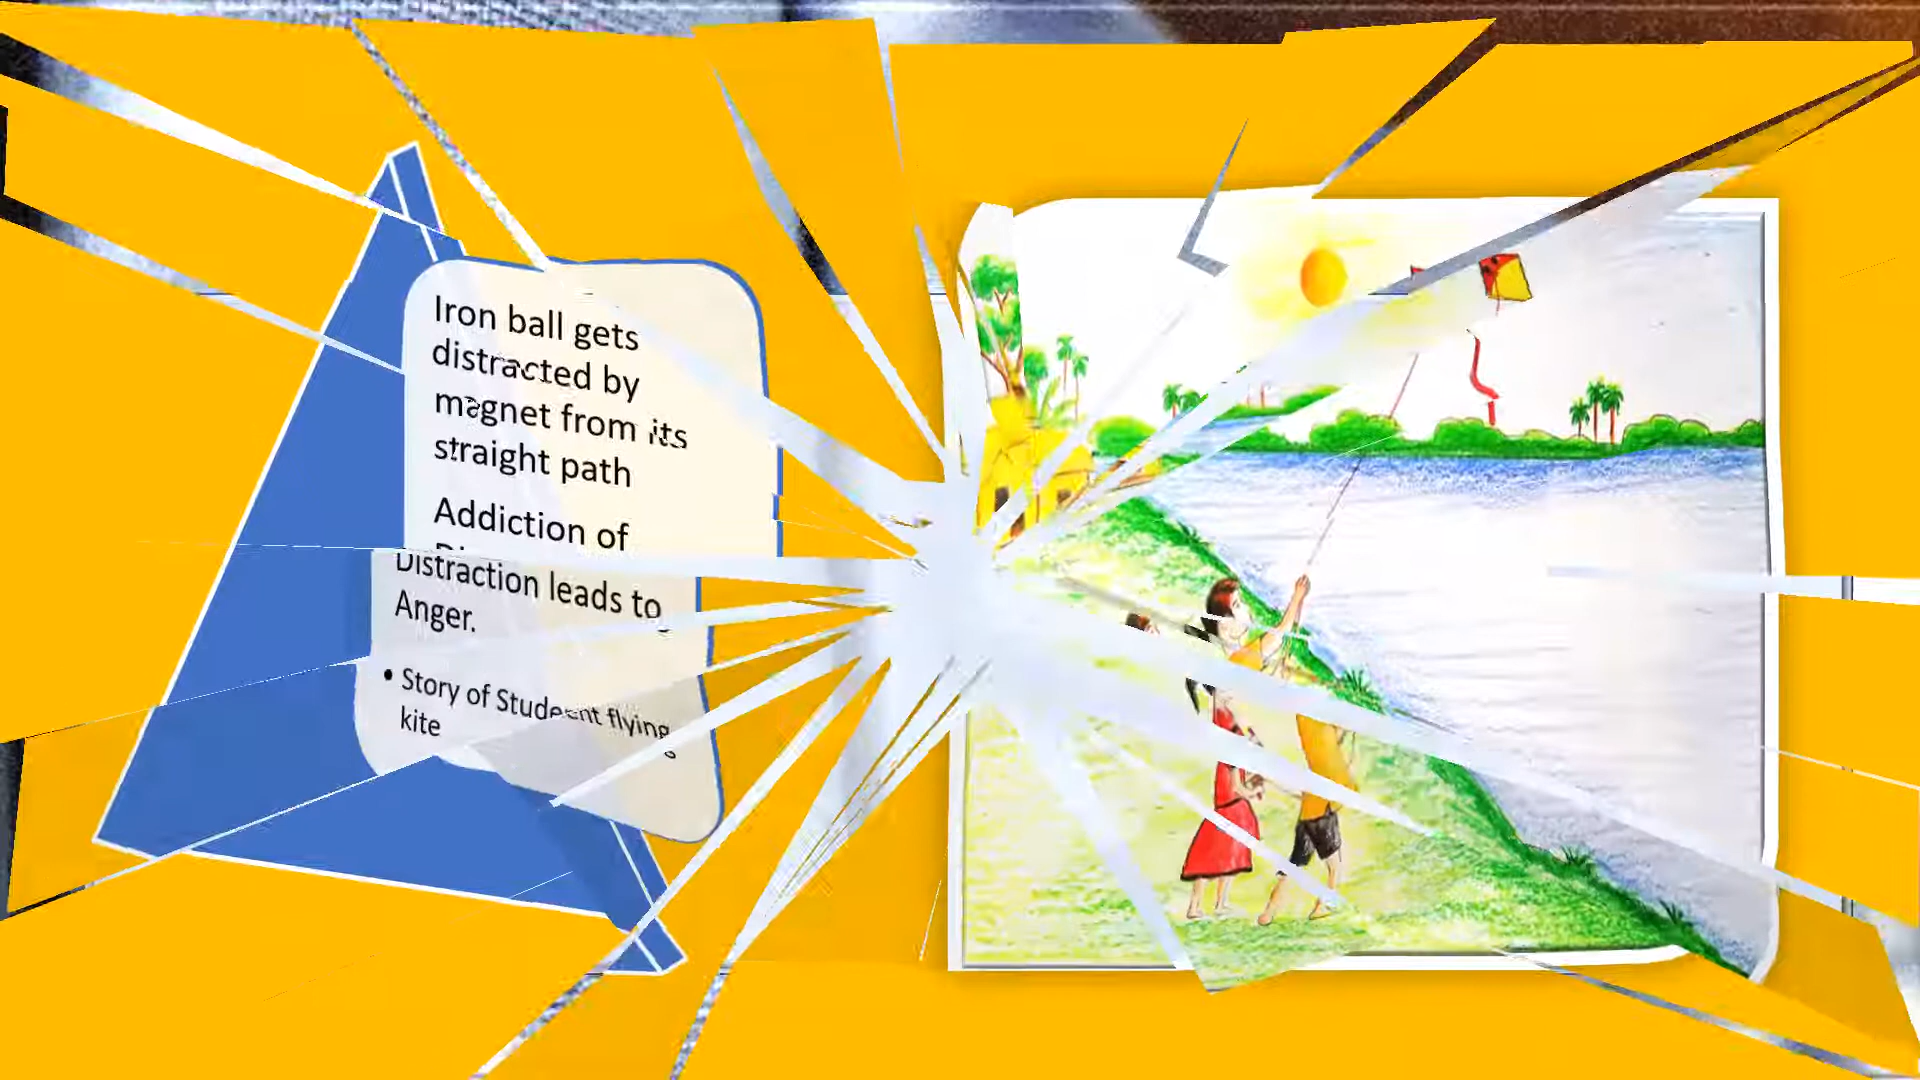 Iron ball gets
distracted by
magnet from its
straight path
Addiction of
Distraction leads to
Anger.
• Story of Student flying
kite